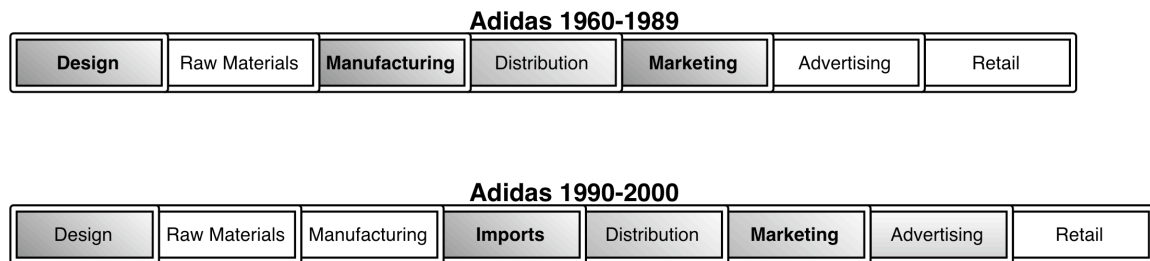 Adidas 1960-1989
Design Raw Materials Manufacturing Distribution Marketing Advertising Retail
Adidas 1990-2000
Design Raw Materials Manufacturing Imports Distribution Marketing Advertising Retail